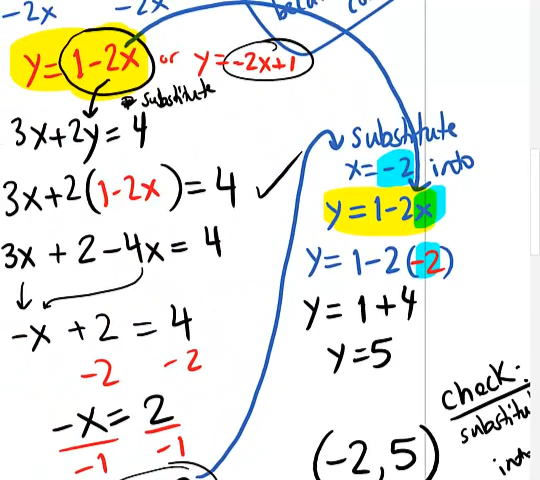 -2x -2x
y = 1-2x or y = -2x+1
substitute
3x+2y = 4
3x+2(1-2x) = 4 ✓
3x + 2 - 4x = 4
-x + 2 = 4
-2 -2
-x = 2
-1 -1
substitute
x = -2 into
y = 1-2x
y = 1-2(-2)
y = 1+4
y = 5
(-2, 5)
check: